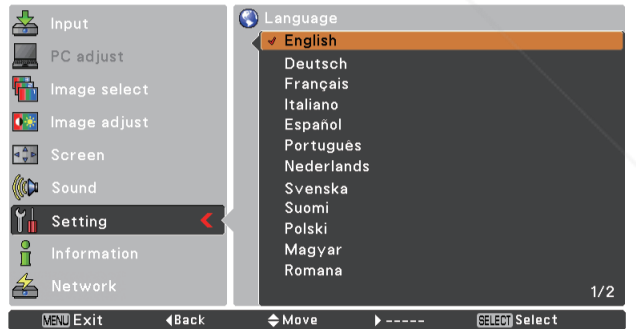 Input
PC adjust
Image select
Image adjust
Screen
Sound
Setting
Information
Network
Language
English
Deutsch
Français
Italiano
Español
Português
Nederlands
Svenska
Suomi
Polski
Magyar
Romana
1/2
MENU Exit
Back
Move
-----
SELECT Select